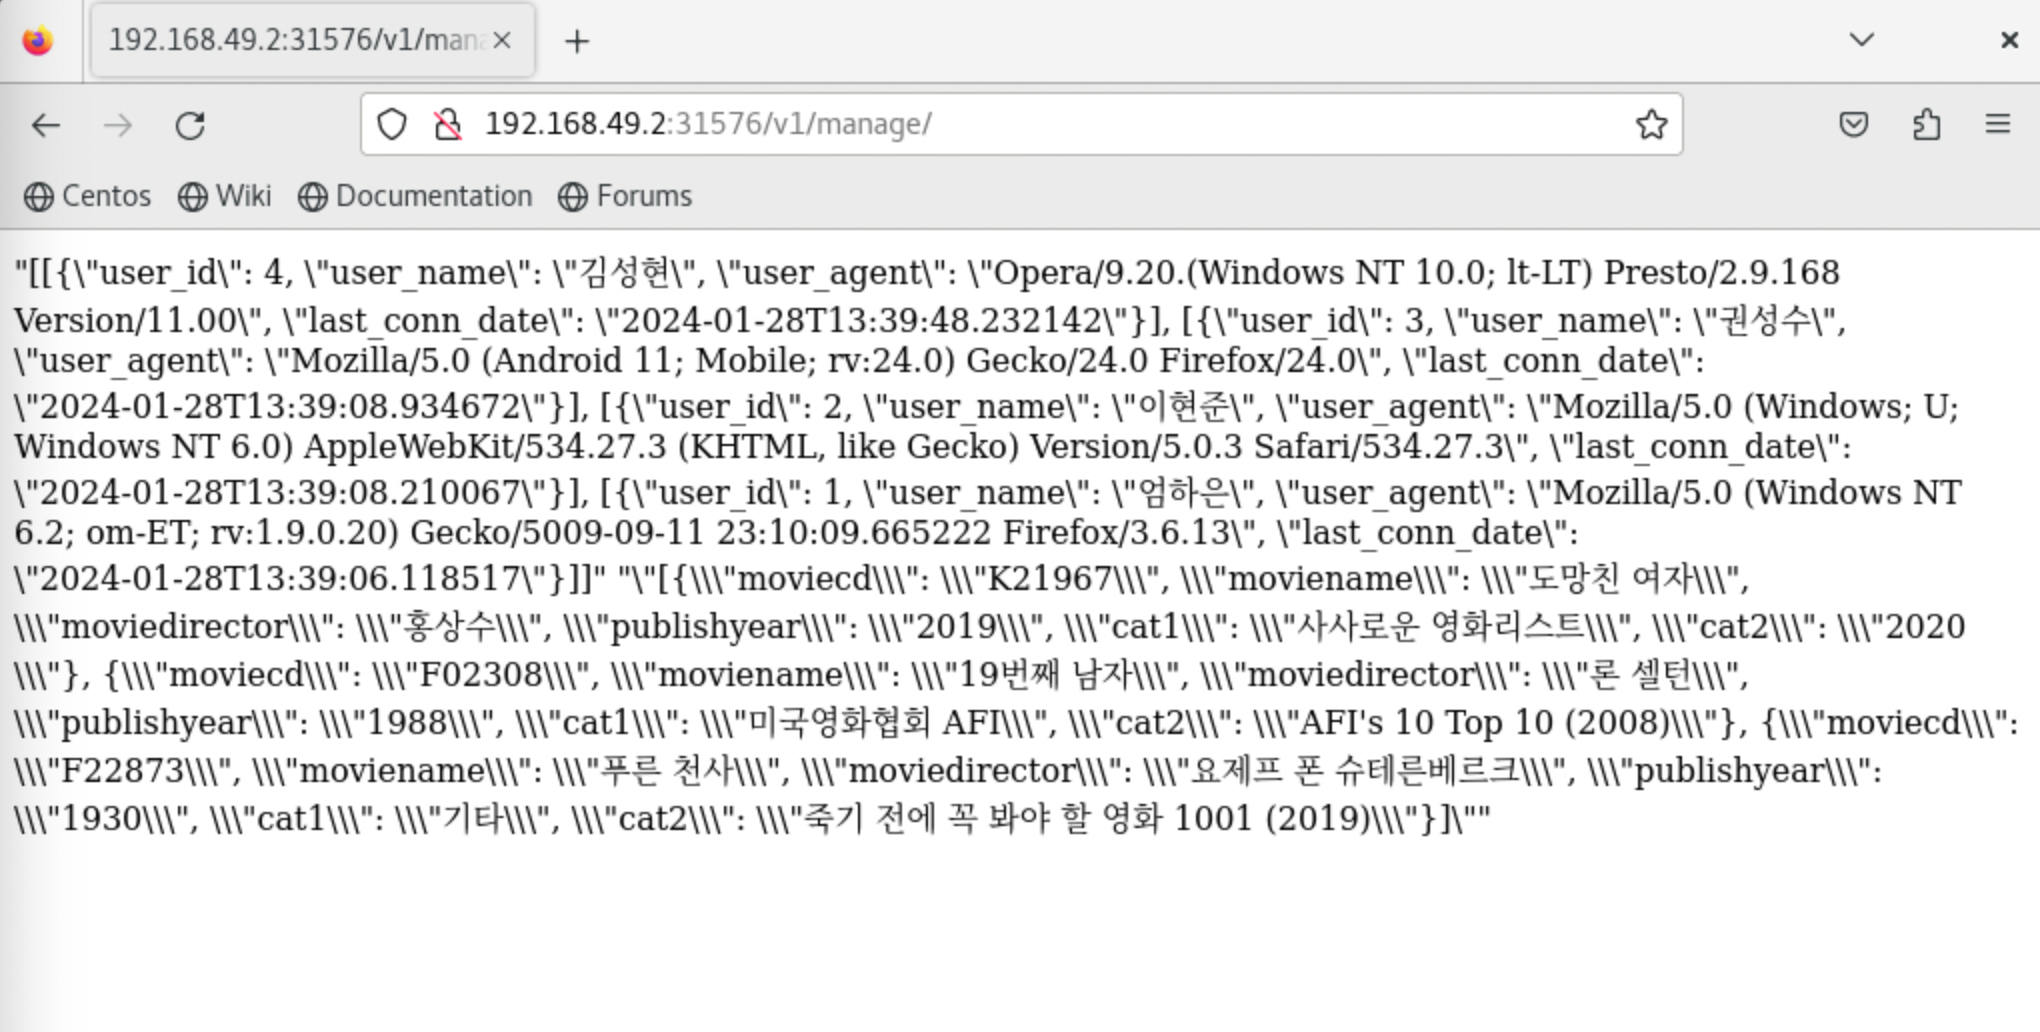 192.168.49.2:31576/v1/mana
192.168.49.2:31576/v1/manage/
Centos Wiki Documentation Forums
"[[{\"user_id\": 4, \"user_name\": \"김성현\", \"user_agent\": \"Opera/9.20.(Windows NT 10.0; lt-LT) Presto/2.9.168
Version/11.00\", \"last_conn_date\": \"2024-01-28T13:39:48.232142\"}], [{\"user_id\": 3, \"user_name\": \"권성수\",
\"user_agent\": \"Mozilla/5.0 (Android 11; Mobile; rv:24.0) Gecko/24.0 Firefox/24.0\", \"last_conn_date\":
\"2024-01-28T13:39:08.934672\"}], [{\"user_id\": 2, \"user_name\": \"이현준\", \"user_agent\": \"Mozilla/5.0 (Windows; U;
Windows NT 6.0) AppleWebKit/534.27.3 (KHTML, like Gecko) Version/5.0.3 Safari/534.27.3\", \"last_conn_date\":
\"2024-01-28T13:39:08.210067\"}], [{\"user_id\": 1, \"user_name\": \"엄하은\", \"user_agent\": \"Mozilla/5.0 (Windows NT
6.2; om-ET; rv:1.9.0.20) Gecko/5009-09-11 23:10:09.665222 Firefox/3.6.13\", \"last_conn_date\":
\"2024-01-28T13:39:06.118517\"}]]" "\"[{\\\"moviecd\\\": \\\"K21967\\\", \\\"moviename\\\": \\\"도망친 여자\\\",
\\\"moviedirector\\\": \\\"홍상수\\\", \\\"publishyear\\\": \\\"2019\\\", \\\"cat1\\\": \\\"사사로운 영화리스트\\\", \\\"cat2\\\": \\\"2020
\\\"}, {\\\"moviecd\\\": \\\"F02308\\\", \\\"moviename\\\": \\\"19번째 남자\\\", \\\"moviedirector\\\": \\\"론 셸턴\\\",
\\\"publishyear\\\": \\\"1988\\\", \\\"cat1\\\": \\\"미국영화협회 AFI\\\", \\\"cat2\\\": \\\"AFI's 10 Top 10 (2008)\\\"}, {\\\"moviecd\\\":
\\\"F22873\\\", \\\"moviename\\\": \\\"푸른 천사\\\", \\\"moviedirector\\\": \\\"요제프 폰 슈테른베르크\\\", \\\"publishyear\\\":
\\\"1930\\\", \\\"cat1\\\": \\\"기타\\\", \\\"cat2\\\": \\\"죽기 전에 꼭 봐야 할 영화 1001 (2019)\\\"}]\""